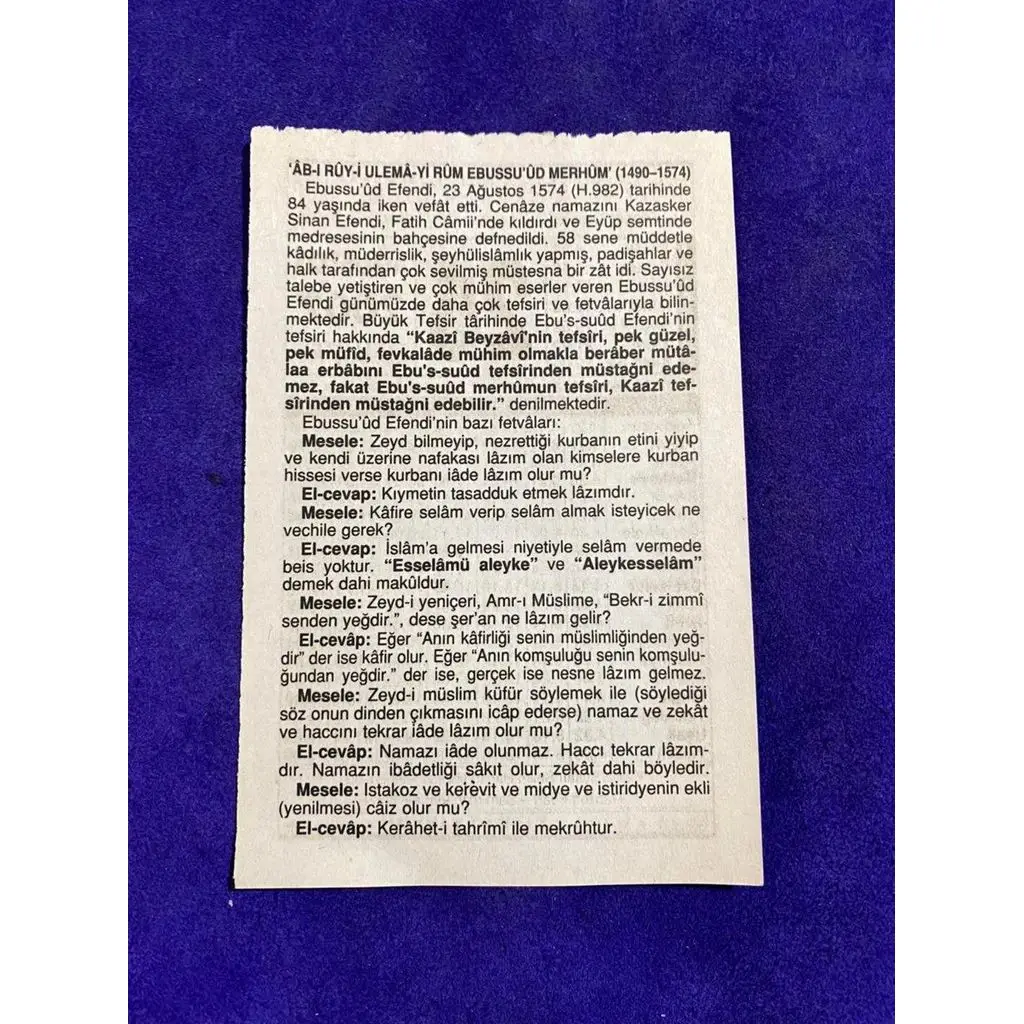 'ÂB-I RÛY-İ ULEMÂ-Yİ RÛM EBUSSU'ÛD MERHÛM' (1490–1574)
Ebussu'ûd Efendi, 23 Ağustos 1574 (H.982) tarihinde
84 yaşında iken vefât etti. Cenâze namazını Kazasker
Sinan Efendi, Fatih Câmii'nde kıldırdı ve Eyüp semtinde
medresesinin bahçesine defnedildi. 58 sene müddetle
kâdılık, müderrislik, şeyhülislâmlık yapmış, padişahlar ve
halk tarafından çok sevilmiş müstesna bir zât idi. Sayısız
talebe yetiştiren ve çok mühim eserler veren Ebussu'ûd
Efendi günümüzde daha çok tefsiri ve fetvâlarıyla bilin-
mektedir. Büyük Tefsir târihinde Ebu's-suûd Efendi'nin
tefsiri hakkında "Kaazî Beyzâvî'nin tefsîri, pek güzel,
pek müfîd, fevkalâde mühim olmakla berâber mütâ-
laa erbâbını Ebu's-suûd tefsîrinden müstağni ede-
mez, fakat Ebu's-suûd merhûmun tefsîri, Kaazî tef-
sîrinden müstağni edebilir." denilmektedir.
Ebussu'ûd Efendi'nin bazı fetvâları:
Mesele: Zeyd bilmeyip, nezrettiği kurbanın etini yiyip
ve kendi üzerine nafakası lâzım olan kimselere kurban
hissesi verse kurbanı iâde lâzım olur mu?
El-cevap: Kıymetin tasadduk etmek lâzımdır.
Mesele: Kâfire selâm verip selâm almak isteyicek ne
vechile gerek?
El-cevap: İslâm'a gelmesi niyetiyle selâm vermede
beis yoktur. "Esselâmü aleyke" ve "Aleykesselâm"
demek dahi makûldur.
Mesele: Zeyd-i yeniçeri, Amr-ı Müslime, "Bekr-i zimmî
senden yeğdir.", dese şer'an ne lâzım gelir?
El-cevâp: Eğer "Anın kâfirliği senin müslimliğinden yeğ-
dir" der ise kâfir olur. Eğer "Anın komşuluğu senin komşulu-
ğundan yeğdir." der ise, gerçek ise nesne lâzım gelmez.
Mesele: Zeyd-i müslim küfür söylemek ile (söylediği
söz onun dinden çıkmasını icâp ederse) namaz ve zekât
ve haccını tekrar iâde lâzım olur mu?
El-cevâp: Namazı iâde olunmaz. Haccı tekrar lâzım-
dır. Namazın ibâdetliği sâkıt olur, zekât dahi böyledir.
Mesele: Istakoz ve kerevit ve midye ve istiridyenin ekli
(yenilmesi) câiz olur mu?
El-cevâp: Kerâhet-i tahrîmî ile mekrûhtur.